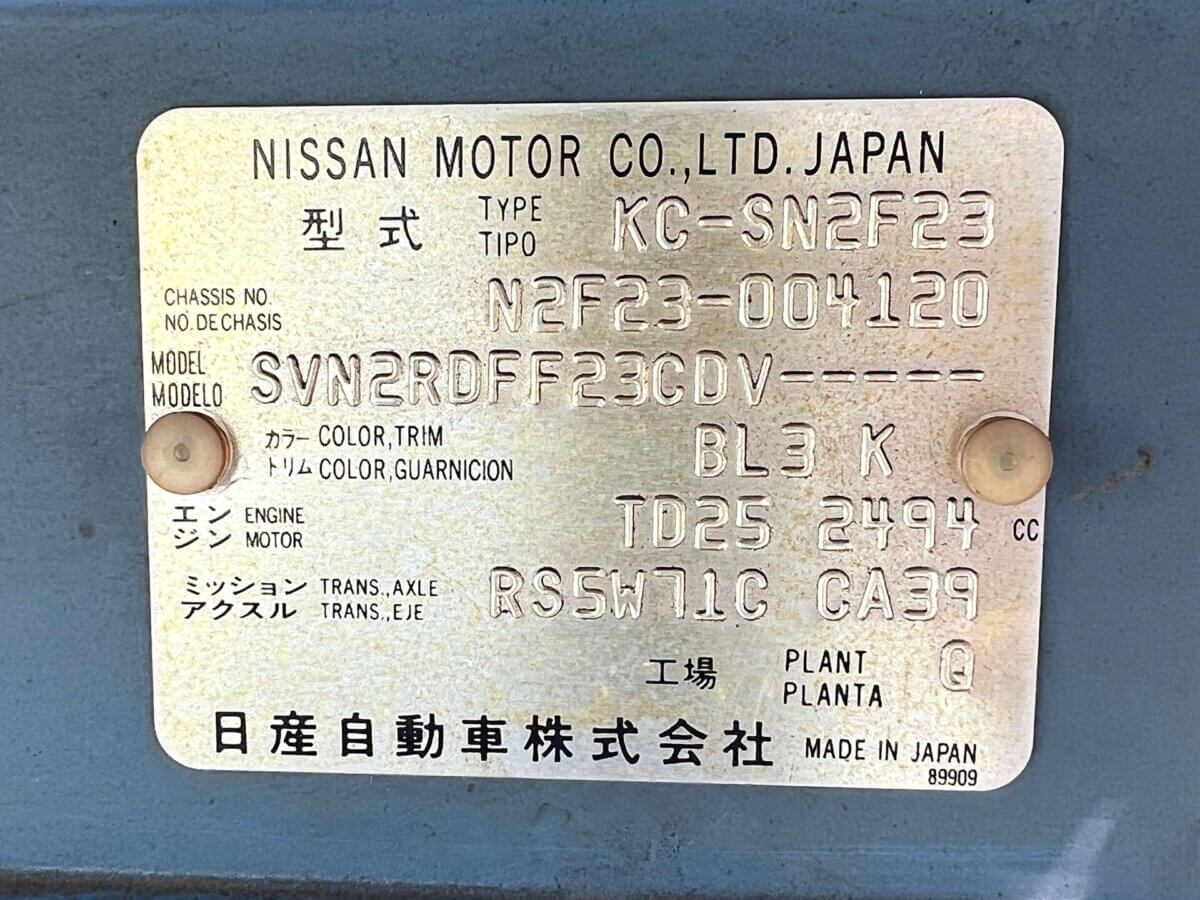 NISSAN MOTOR CO.,LTD. JAPAN
型式 TYPE TIPO KC-SN2F23
CHASSIS NO. NO.DE CHASIS N2F23-004120
MODEL MODELO SVN2RDFF23CDV-----
カラー COLOR,TRIM BL3 K
トリム COLOR,GUARNICION
エン ENGINE TD25 2494 CC
ジン MOTOR
ミッション TRANS.,AXLE RS5W71C CA39
アクスル TRANS.,EJE
工場 PLANT PLANTA Q
日産自動車株式会社 MADE IN JAPAN
89909